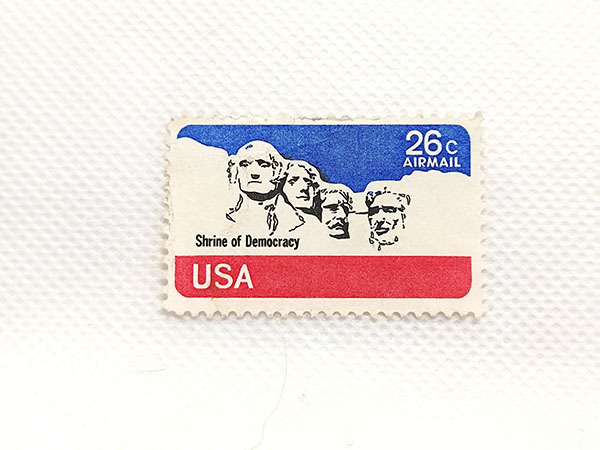 26c
AIRMAIL
Shrine of Democracy
USA